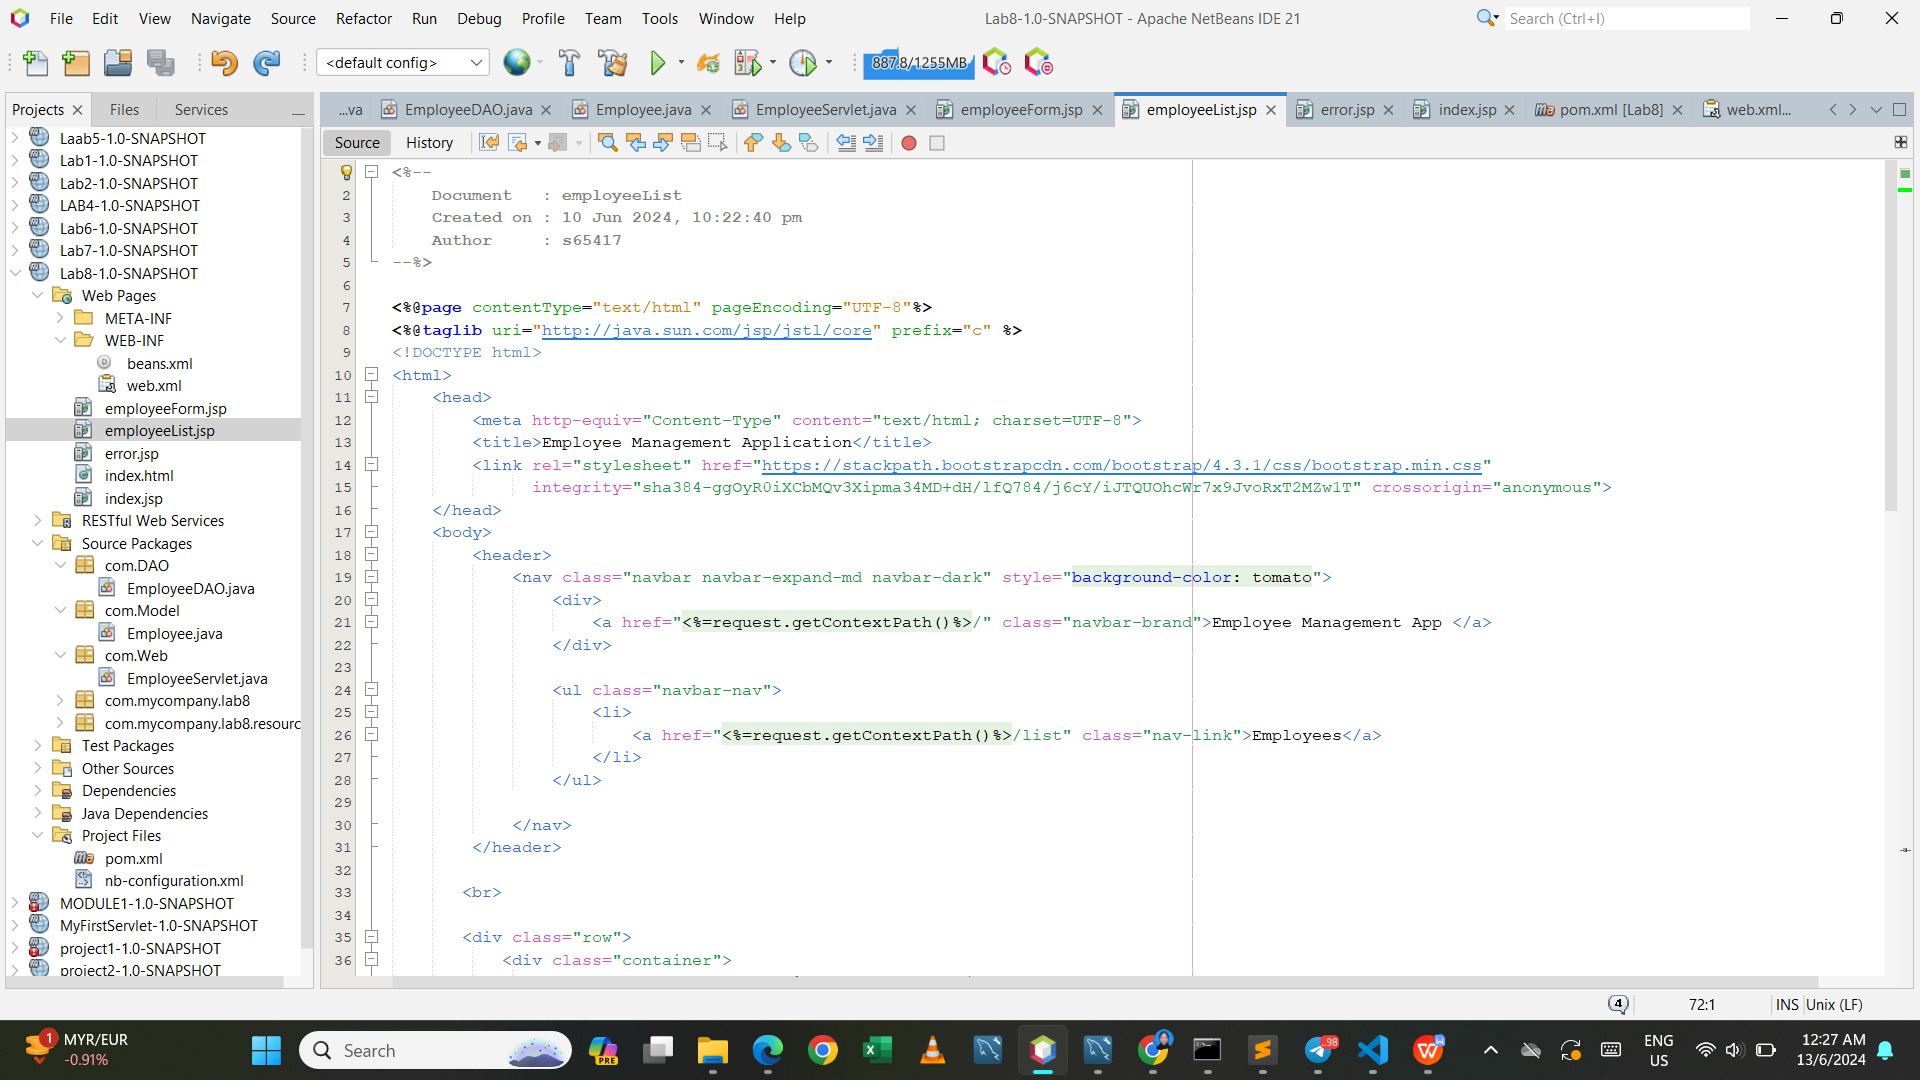 File Edit View Navigate Source Refactor Run Debug Profile Team Tools Window Help Lab8-1.0-SNAPSHOT - Apache NetBeans IDE 21 Search (Ctrl+I)
<default config> 887.8/1255MB
Projects Files Services
...va EmployeeDAO.java Employee.java EmployeeServlet.java employeeForm.jsp employeeList.jsp error.jsp index.jsp pom.xml [Lab8] web.xml...
Source History
Laab5-1.0-SNAPSHOT
Lab1-1.0-SNAPSHOT
Lab2-1.0-SNAPSHOT
LAB4-1.0-SNAPSHOT
Lab6-1.0-SNAPSHOT
Lab7-1.0-SNAPSHOT
Lab8-1.0-SNAPSHOT
Web Pages
META-INF
WEB-INF
beans.xml
web.xml
employeeForm.jsp
employeeList.jsp
error.jsp
index.html
index.jsp
RESTful Web Services
Source Packages
com.DAO
EmployeeDAO.java
com.Model
Employee.java
com.Web
EmployeeServlet.java
com.mycompany.lab8
com.mycompany.lab8.resourc
Test Packages
Other Sources
Dependencies
Java Dependencies
Project Files
pom.xml
nb-configuration.xml
MODULE1-1.0-SNAPSHOT
MyFirstServlet-1.0-SNAPSHOT
project1-1.0-SNAPSHOT
project2-1.0-SNAPSHOT
<%--
2 Document : employeeList
3 Created on : 10 Jun 2024, 10:22:40 pm
4 Author : s65417
5 --%>
6
7 <%@page contentType="text/html" pageEncoding="UTF-8"%>
8 <%@taglib uri="http://java.sun.com/jsp/jstl/core" prefix="c" %>
9 <!DOCTYPE html>
10 <html>
11 <head>
12 <meta http-equiv="Content-Type" content="text/html; charset=UTF-8">
13 <title>Employee Management Application</title>
14 <link rel="stylesheet" href="https://stackpath.bootstrapcdn.com/bootstrap/4.3.1/css/bootstrap.min.css"
15 integrity="sha384-ggOyR0iXCbMQv3Xipma34MD+dH/1fQ784/j6cY/iJTQUOhcWr7x9JvoRxT2MZw1T" crossorigin="anonymous">
16 </head>
17 <body>
18 <header>
19 <nav class="navbar navbar-expand-md navbar-dark" style="background-color: tomato">
20 <div>
21 <a href="<%=request.getContextPath()%>/" class="navbar-brand">Employee Management App </a>
22 </div>
23
24 <ul class="navbar-nav">
25 <li>
26 <a href="<%=request.getContextPath()%>/list" class="nav-link">Employees</a>
27 </li>
28 </ul>
29
30 </nav>
31 </header>
32
33 <br>
34
35 <div class="row">
36 <div class="container">
4 72:1 INS Unix (LF)
1 MYR/EUR
-0.91%
Search
PRE
98
ENG
US
12:27 AM
13/6/2024